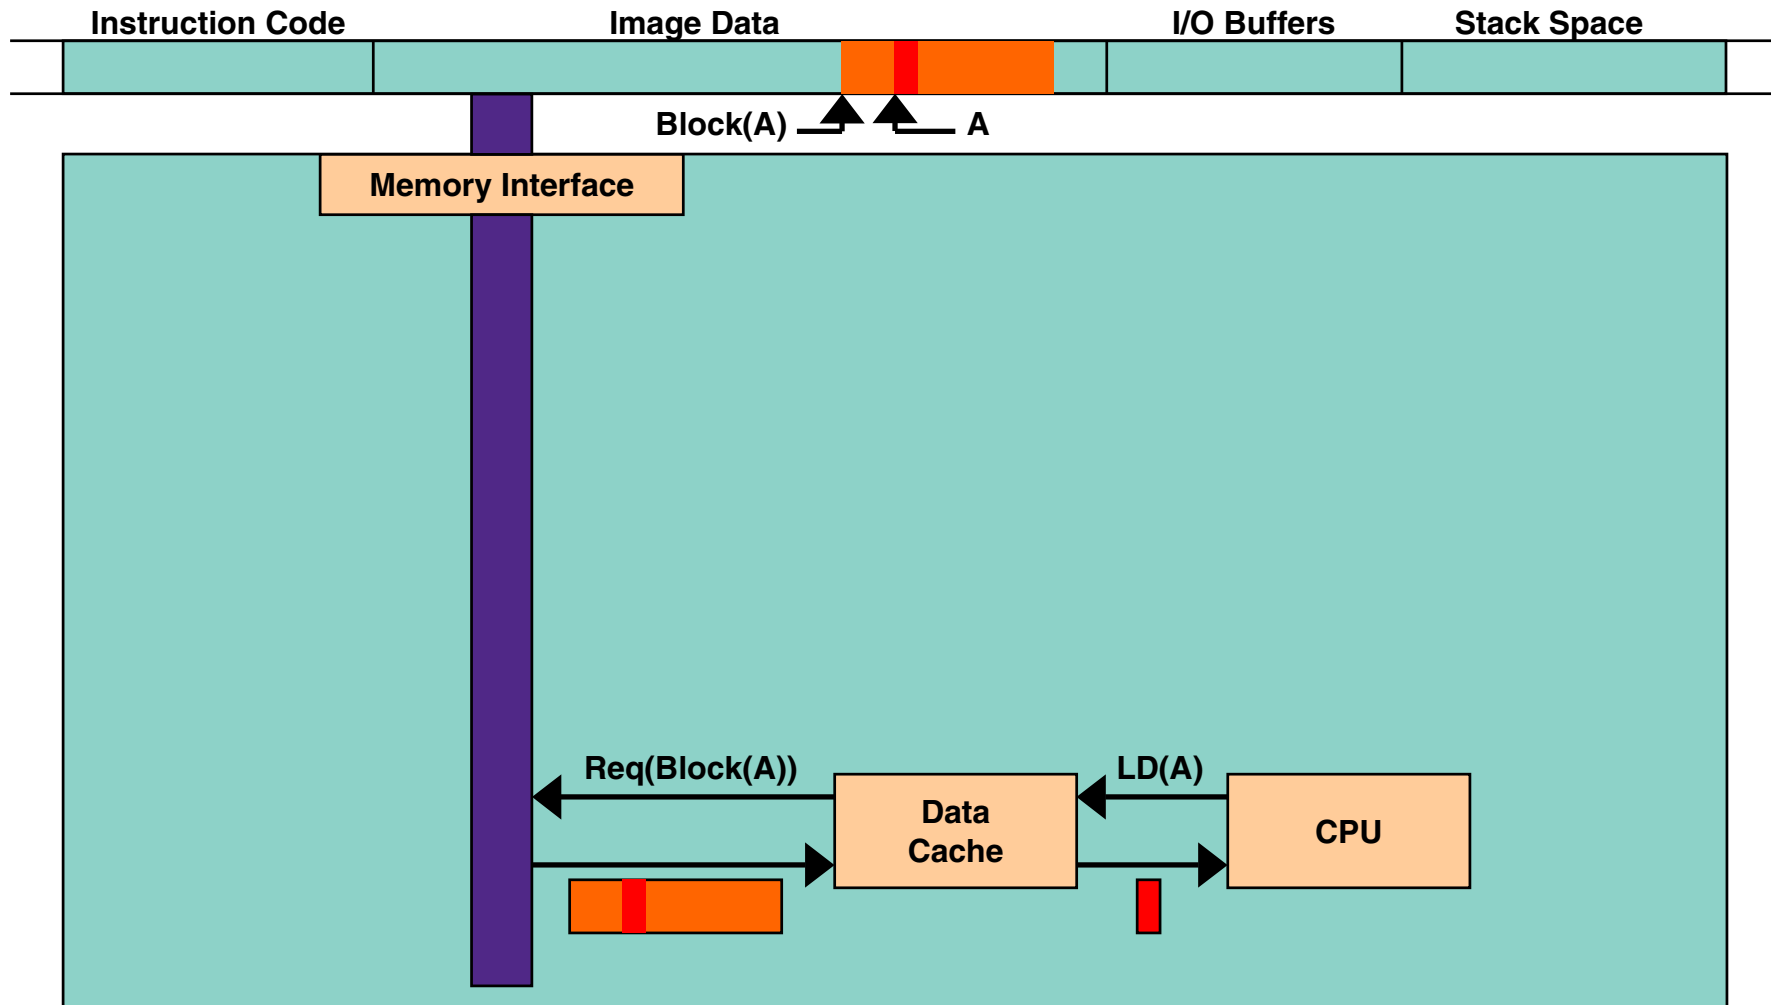 Instruction Code
Image Data
I/O Buffers
Stack Space
Block(A)
A
Memory Interface
Req(Block(A))
LD(A)
Data
Cache
CPU